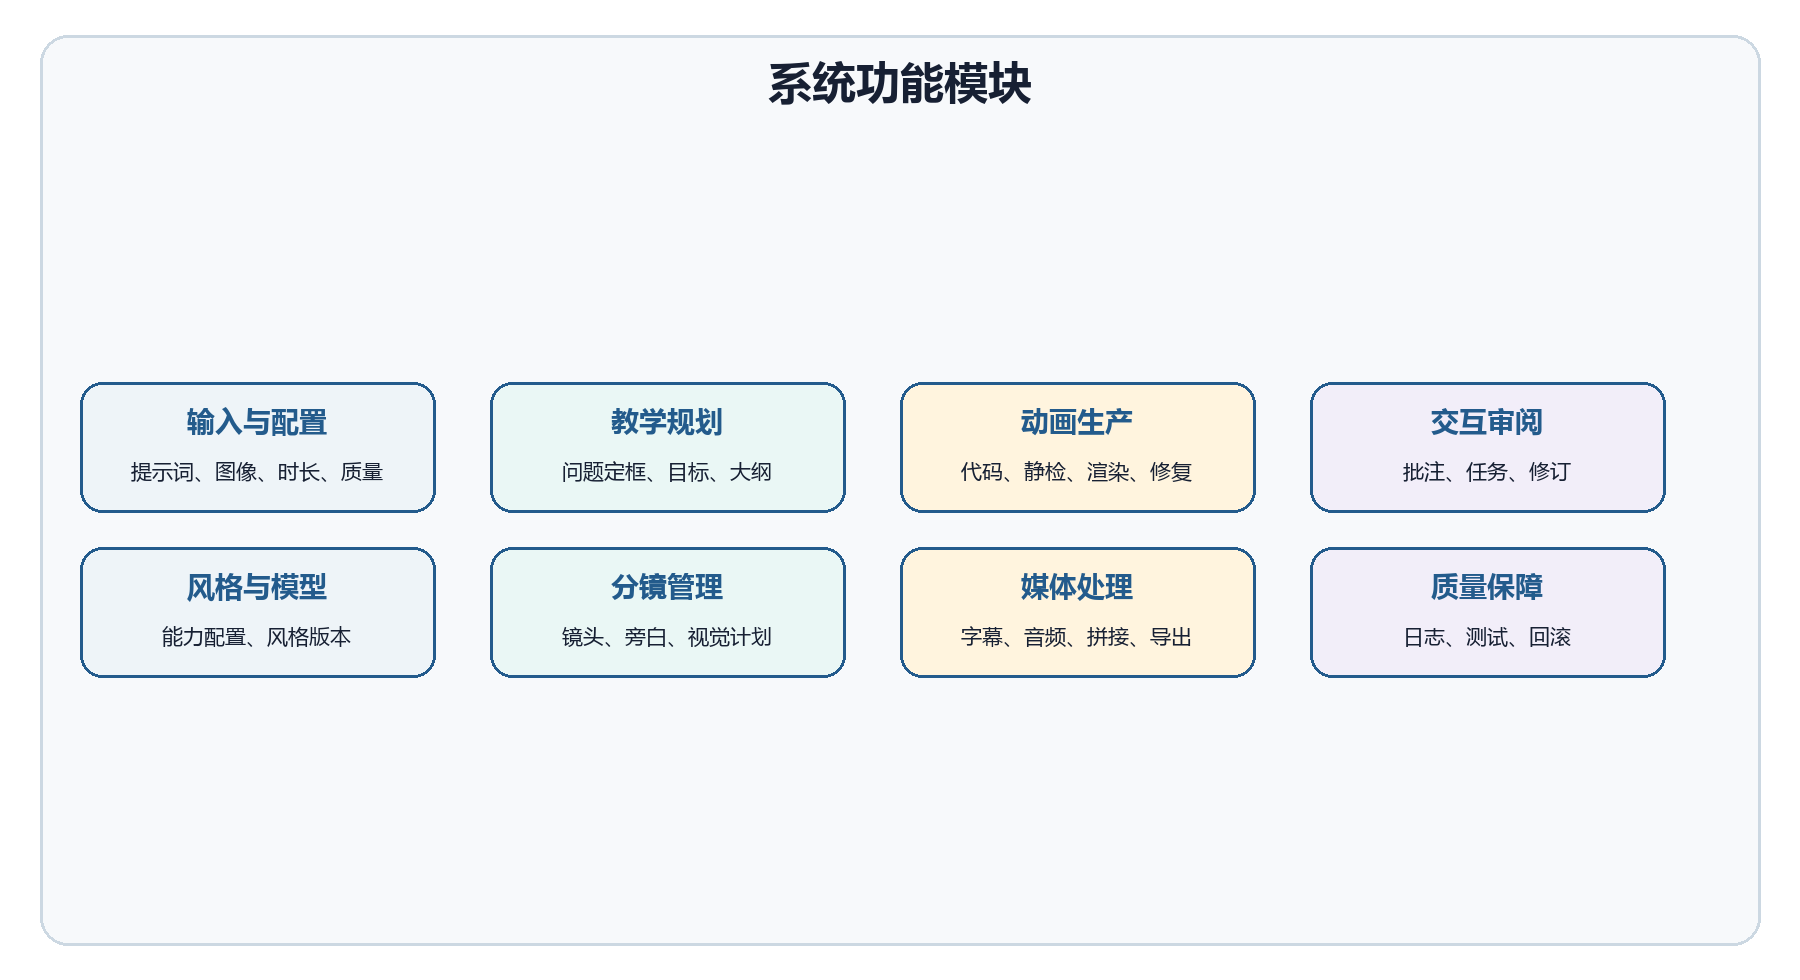 系统功能模块
输入与配置
提示词、图像、时长、质量
教学规划
问题定框、目标、大纲
动画生产
代码、静检、渲染、修复
交互审阅
批注、任务、修订
风格与模型
能力配置、风格版本
分镜管理
镜头、旁白、视觉计划
媒体处理
字幕、音频、拼接、导出
质量保障
日志、测试、回滚